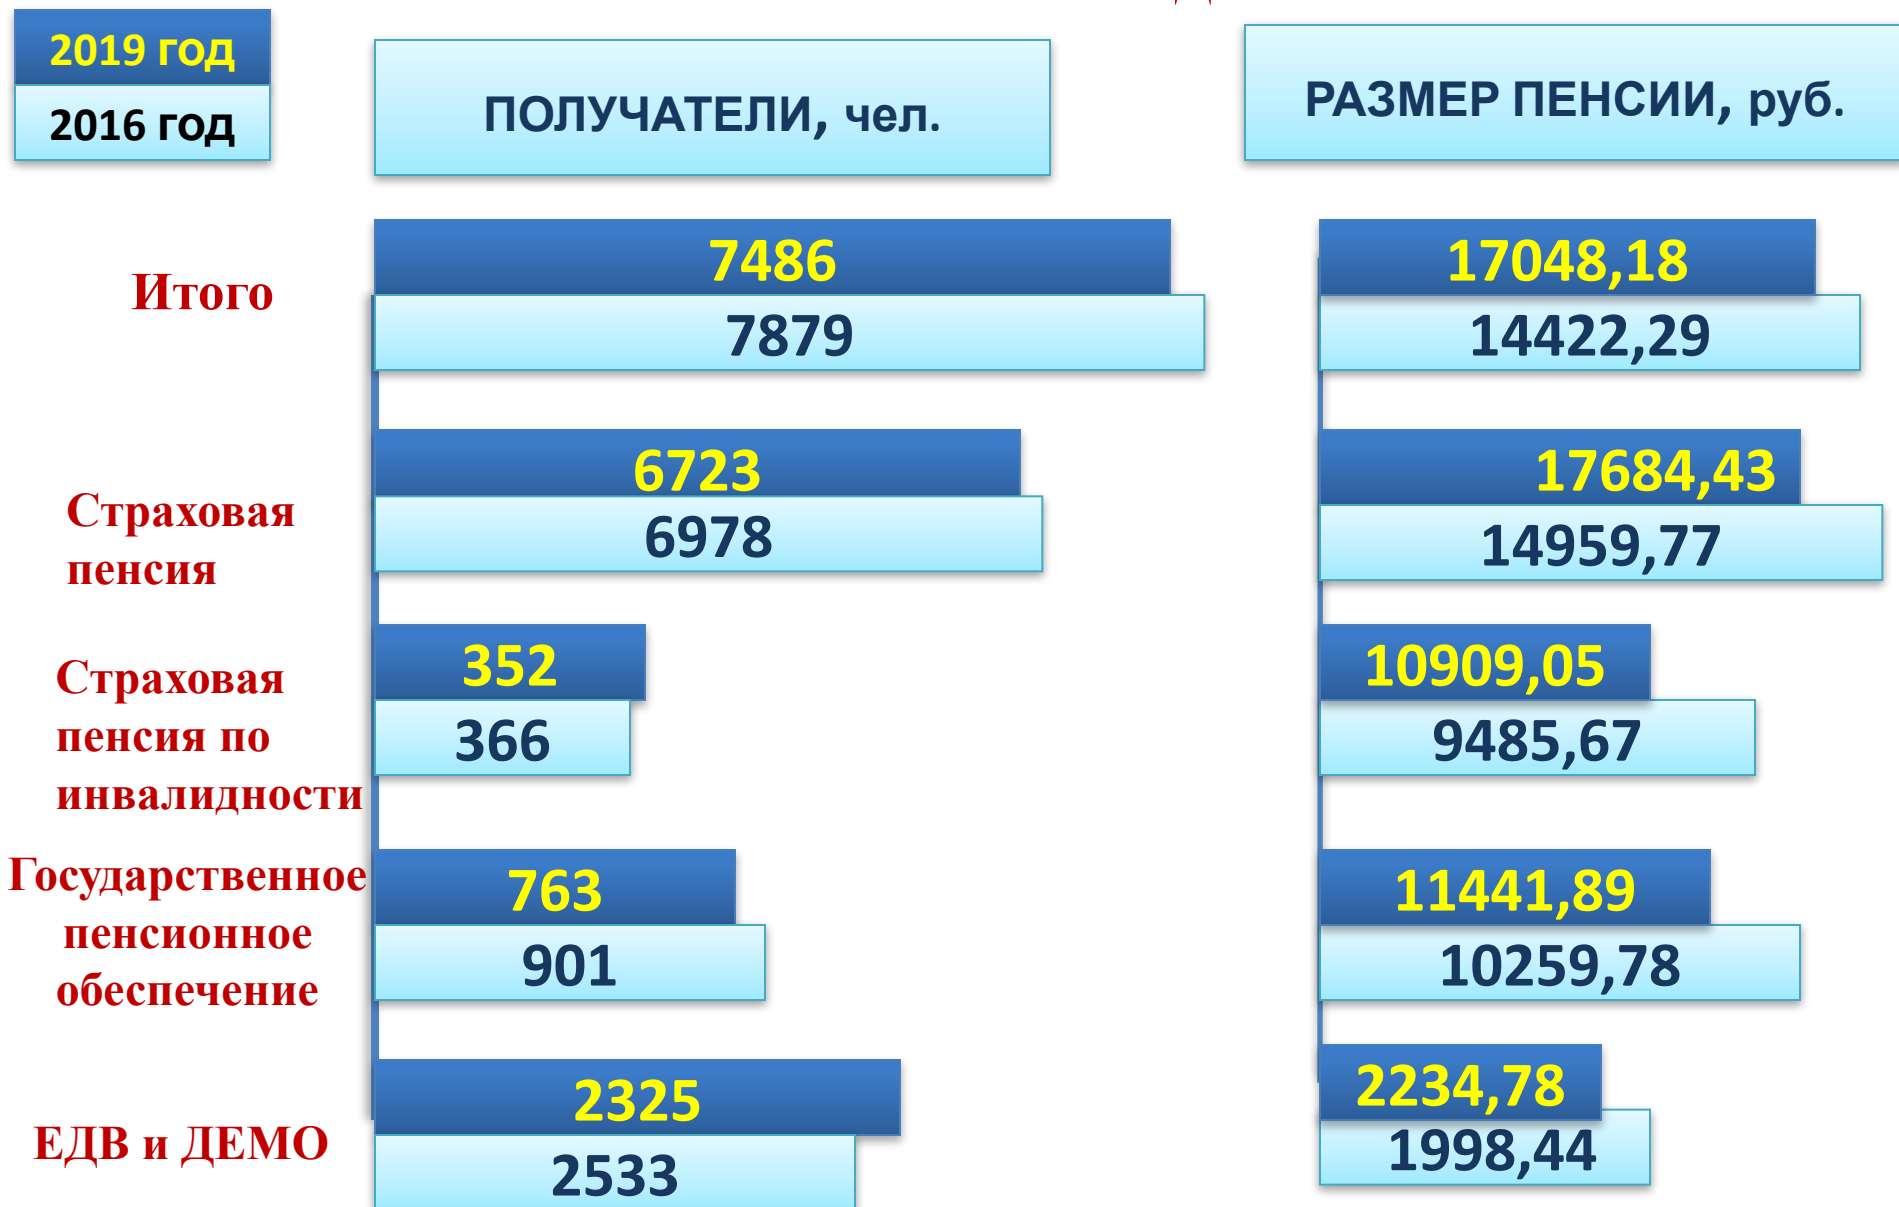 2019 год
2016 год
ПОЛУЧАТЕЛИ, чел.
РАЗМЕР ПЕНСИИ, руб.
Итого
7486
7879
17048,18
14422,29
Страховая
пенсия
6723
6978
17684,43
14959,77
Страховая
пенсия по
инвалидности
352
366
10909,05
9485,67
Государственное
пенсионное
обеспечение
763
901
11441,89
10259,78
ЕДВ и ДЕМО
2325
2533
2234,78
1998,44